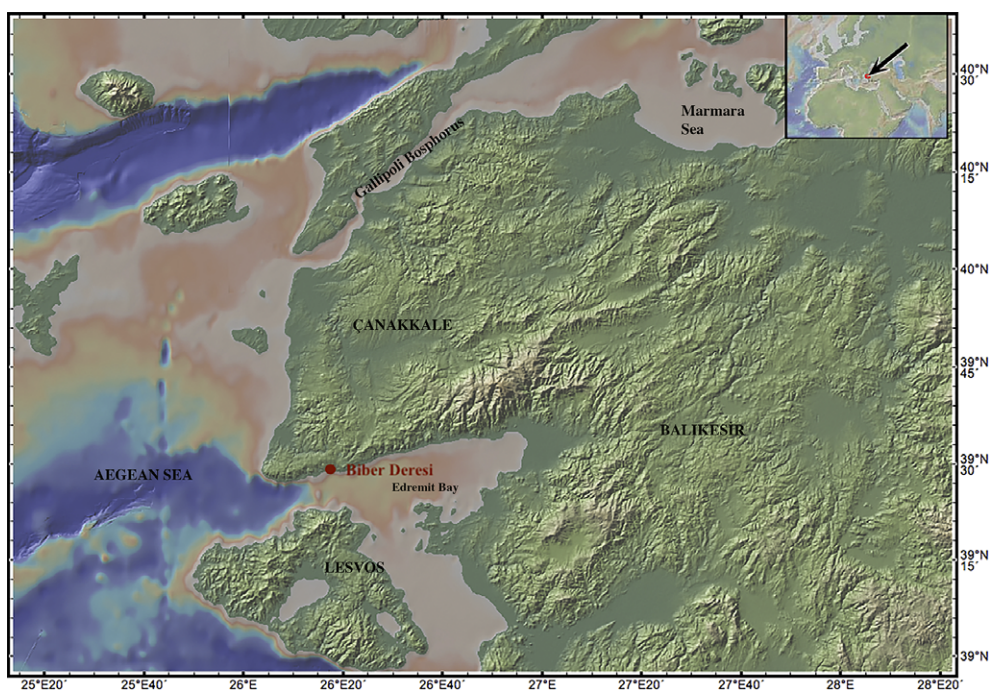 Marmara
Sea
Gallipoli Bosphorus
ÇANAKKALE
BALIKESİR
AEGEAN SEA
Biber Deresi
Edremit Bay
LESVOS
40°N
30'
40°N
15'
40°N
39°N
45'
39°N
30'
39°N
15'
39°N
25°E20'
25°E40'
26°E
26°E20'
26°E40'
27°E
27°E20'
27°E40'
28°E
28°E20'